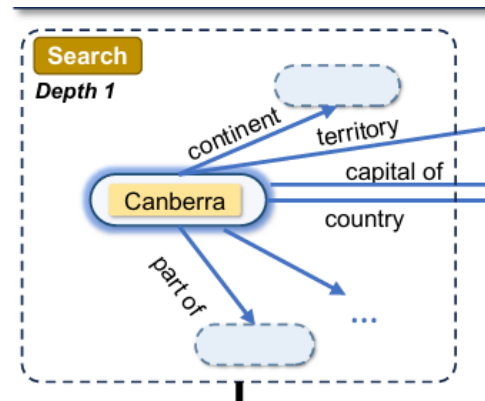 Search
Depth 1
continent
territory
capital of
Canberra
country
part of
...